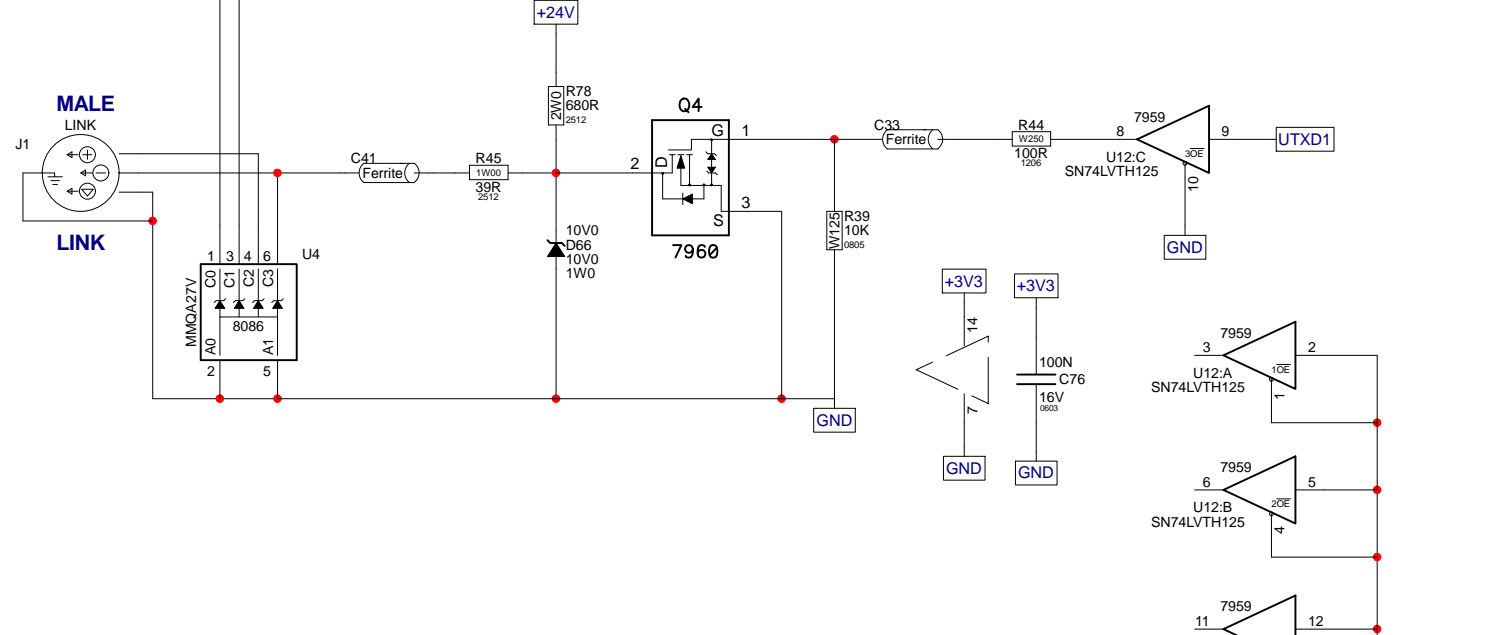 +24V
R78
680R
2W0
2512
MALE
LINK
J1
LINK
C41
Ferrite
R45
1W00
39R
2512
Q4
G
1
2
D
3
S
7960
C33
Ferrite
R44
W250
100R
1206
7959
8
9
3OE
UTXD1
U12:C
SN74LVTH125
10
GND
R39
10K
W125
0805
10V0
D66
10V0
1W0
U4
1
3
4
6
C0
C1
C2
C3
MMQA27V
8086
A0
A1
2
5
GND
+3V3
14
7
GND
+3V3
100N
C76
16V
0603
GND
7959
3
2
1OE
U12:A
SN74LVTH125
1
7959
6
5
2OE
U12:B
SN74LVTH125
4
7959
11
12